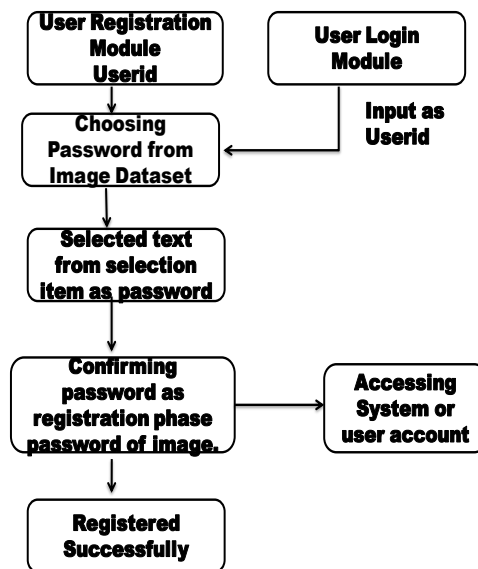 User Registration
Module
Userid
User Login
Module
Input as
Userid
Choosing
Password from
Image Dataset
Selected text
from selection
item as password
Confirming
password as
registration phase
password of image.
Accessing
System or
user account
Registered
Successfully